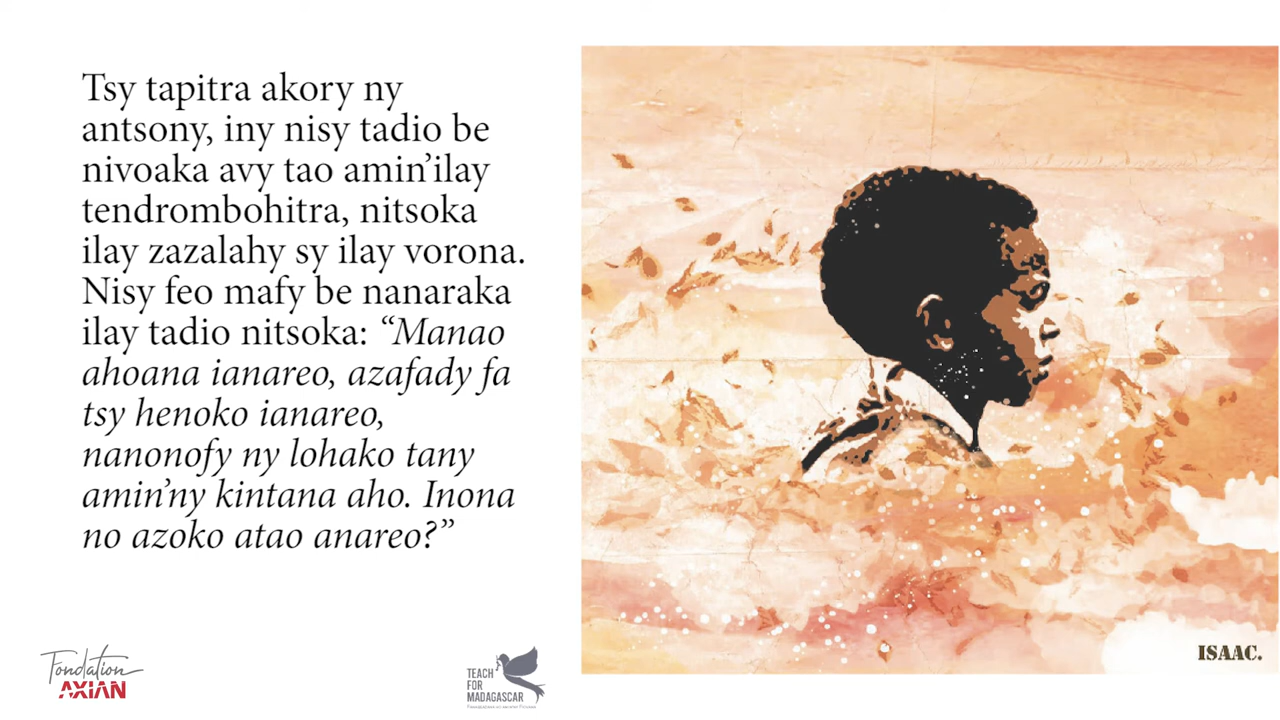 Tsy tapitra akory ny
antsony, iny nisy tadio be
nivoaka avy tao amin’ilay
tendrombohitra, nitsoka
ilay zazalahy sy ilay vorona.
Nisy feo mafy be nanaraka
ilay tadio nitsoka: “Manao
ahoana ianareo, azafady fa
tsy henoko ianareo,
nanonofy ny lohako tany
amin’ny kintana aho. Inona
no azoko atao anareo?”
Fondation
AXIAN
TEACH
FOR
MADAGASCAR
ISAAC.